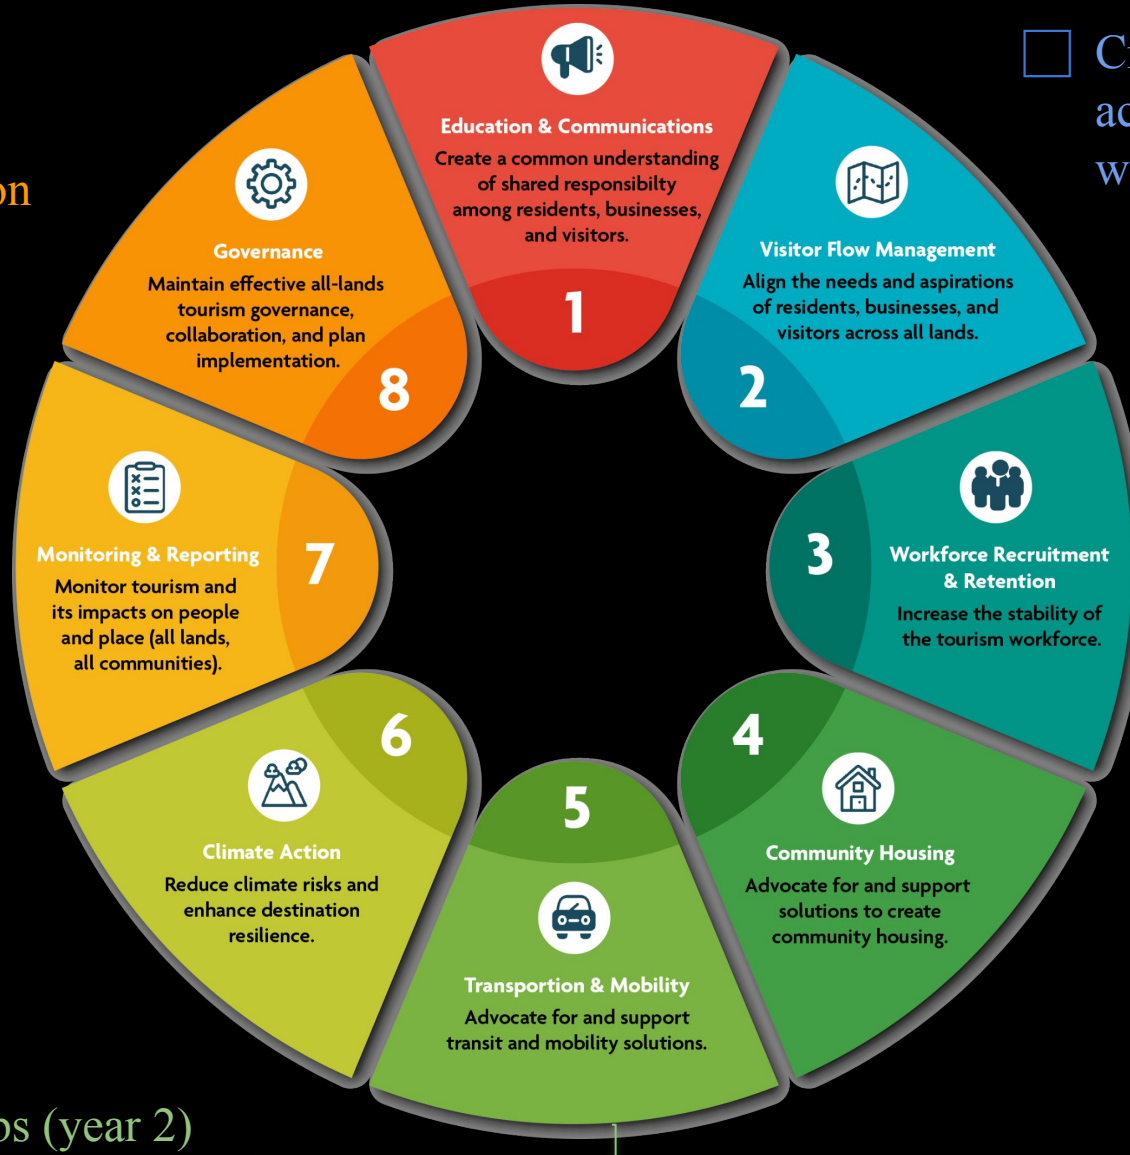 Education & Communications
Create a common understanding
of shared responsibilty
among residents, businesses,
and visitors.
1
Visitor Flow Management
Align the needs and aspirations
of residents, businesses, and
visitors across all lands.
2
Workforce Recruitment
& Retention
Increase the stability of
the tourism workforce.
3
Community Housing
Advocate for and support
solutions to create
community housing.
4
Transportion & Mobility
Advocate for and support
transit and mobility solutions.
5
Climate Action
Reduce climate risks and
enhance destination
resilience.
6
Monitoring & Reporting
Monitor tourism and
its impacts on people
and place (all lands,
all communities).
7
Governance
Maintain effective all-lands
tourism governance,
collaboration, and plan
implementation.
8
(year 2)